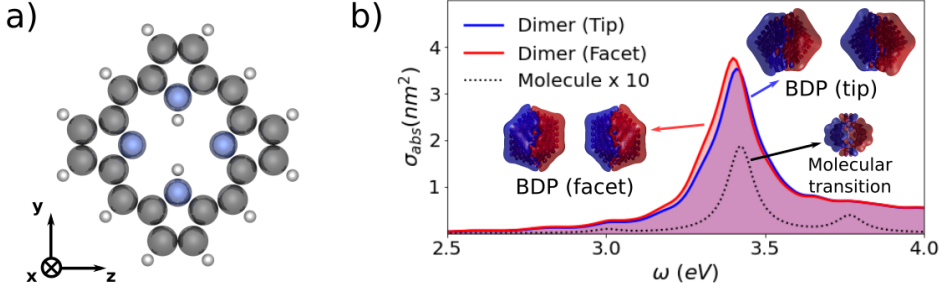 a)
y
x
z
b)
σabs(nm²)
4
3
2
1
Dimer (Tip)
Dimer (Facet)
Molecule x 10
BDP (tip)
BDP (facet)
Molecular
transition
2.5 3.0 3.5 4.0
ω (eV)